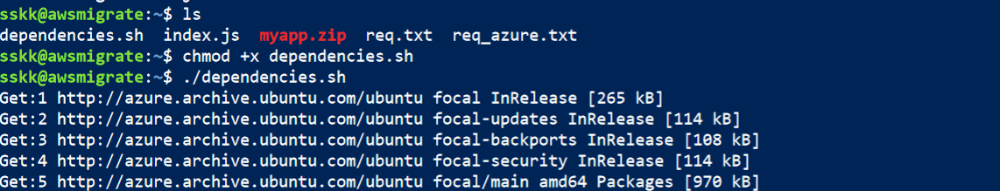 sskk@awsmigrate:~$ ls
dependencies.sh  index.js  myapp.zip  req.txt  req_azure.txt
sskk@awsmigrate:~$ chmod +x dependencies.sh
sskk@awsmigrate:~$ ./dependencies.sh
Get:1 http://azure.archive.ubuntu.com/ubuntu focal InRelease [265 kB]
Get:2 http://azure.archive.ubuntu.com/ubuntu focal-updates InRelease [114 kB]
Get:3 http://azure.archive.ubuntu.com/ubuntu focal-backports InRelease [108 kB]
Get:4 http://azure.archive.ubuntu.com/ubuntu focal-security InRelease [114 kB]
Get:5 http://azure.archive.ubuntu.com/ubuntu focal/main amd64 Packages [970 kB]